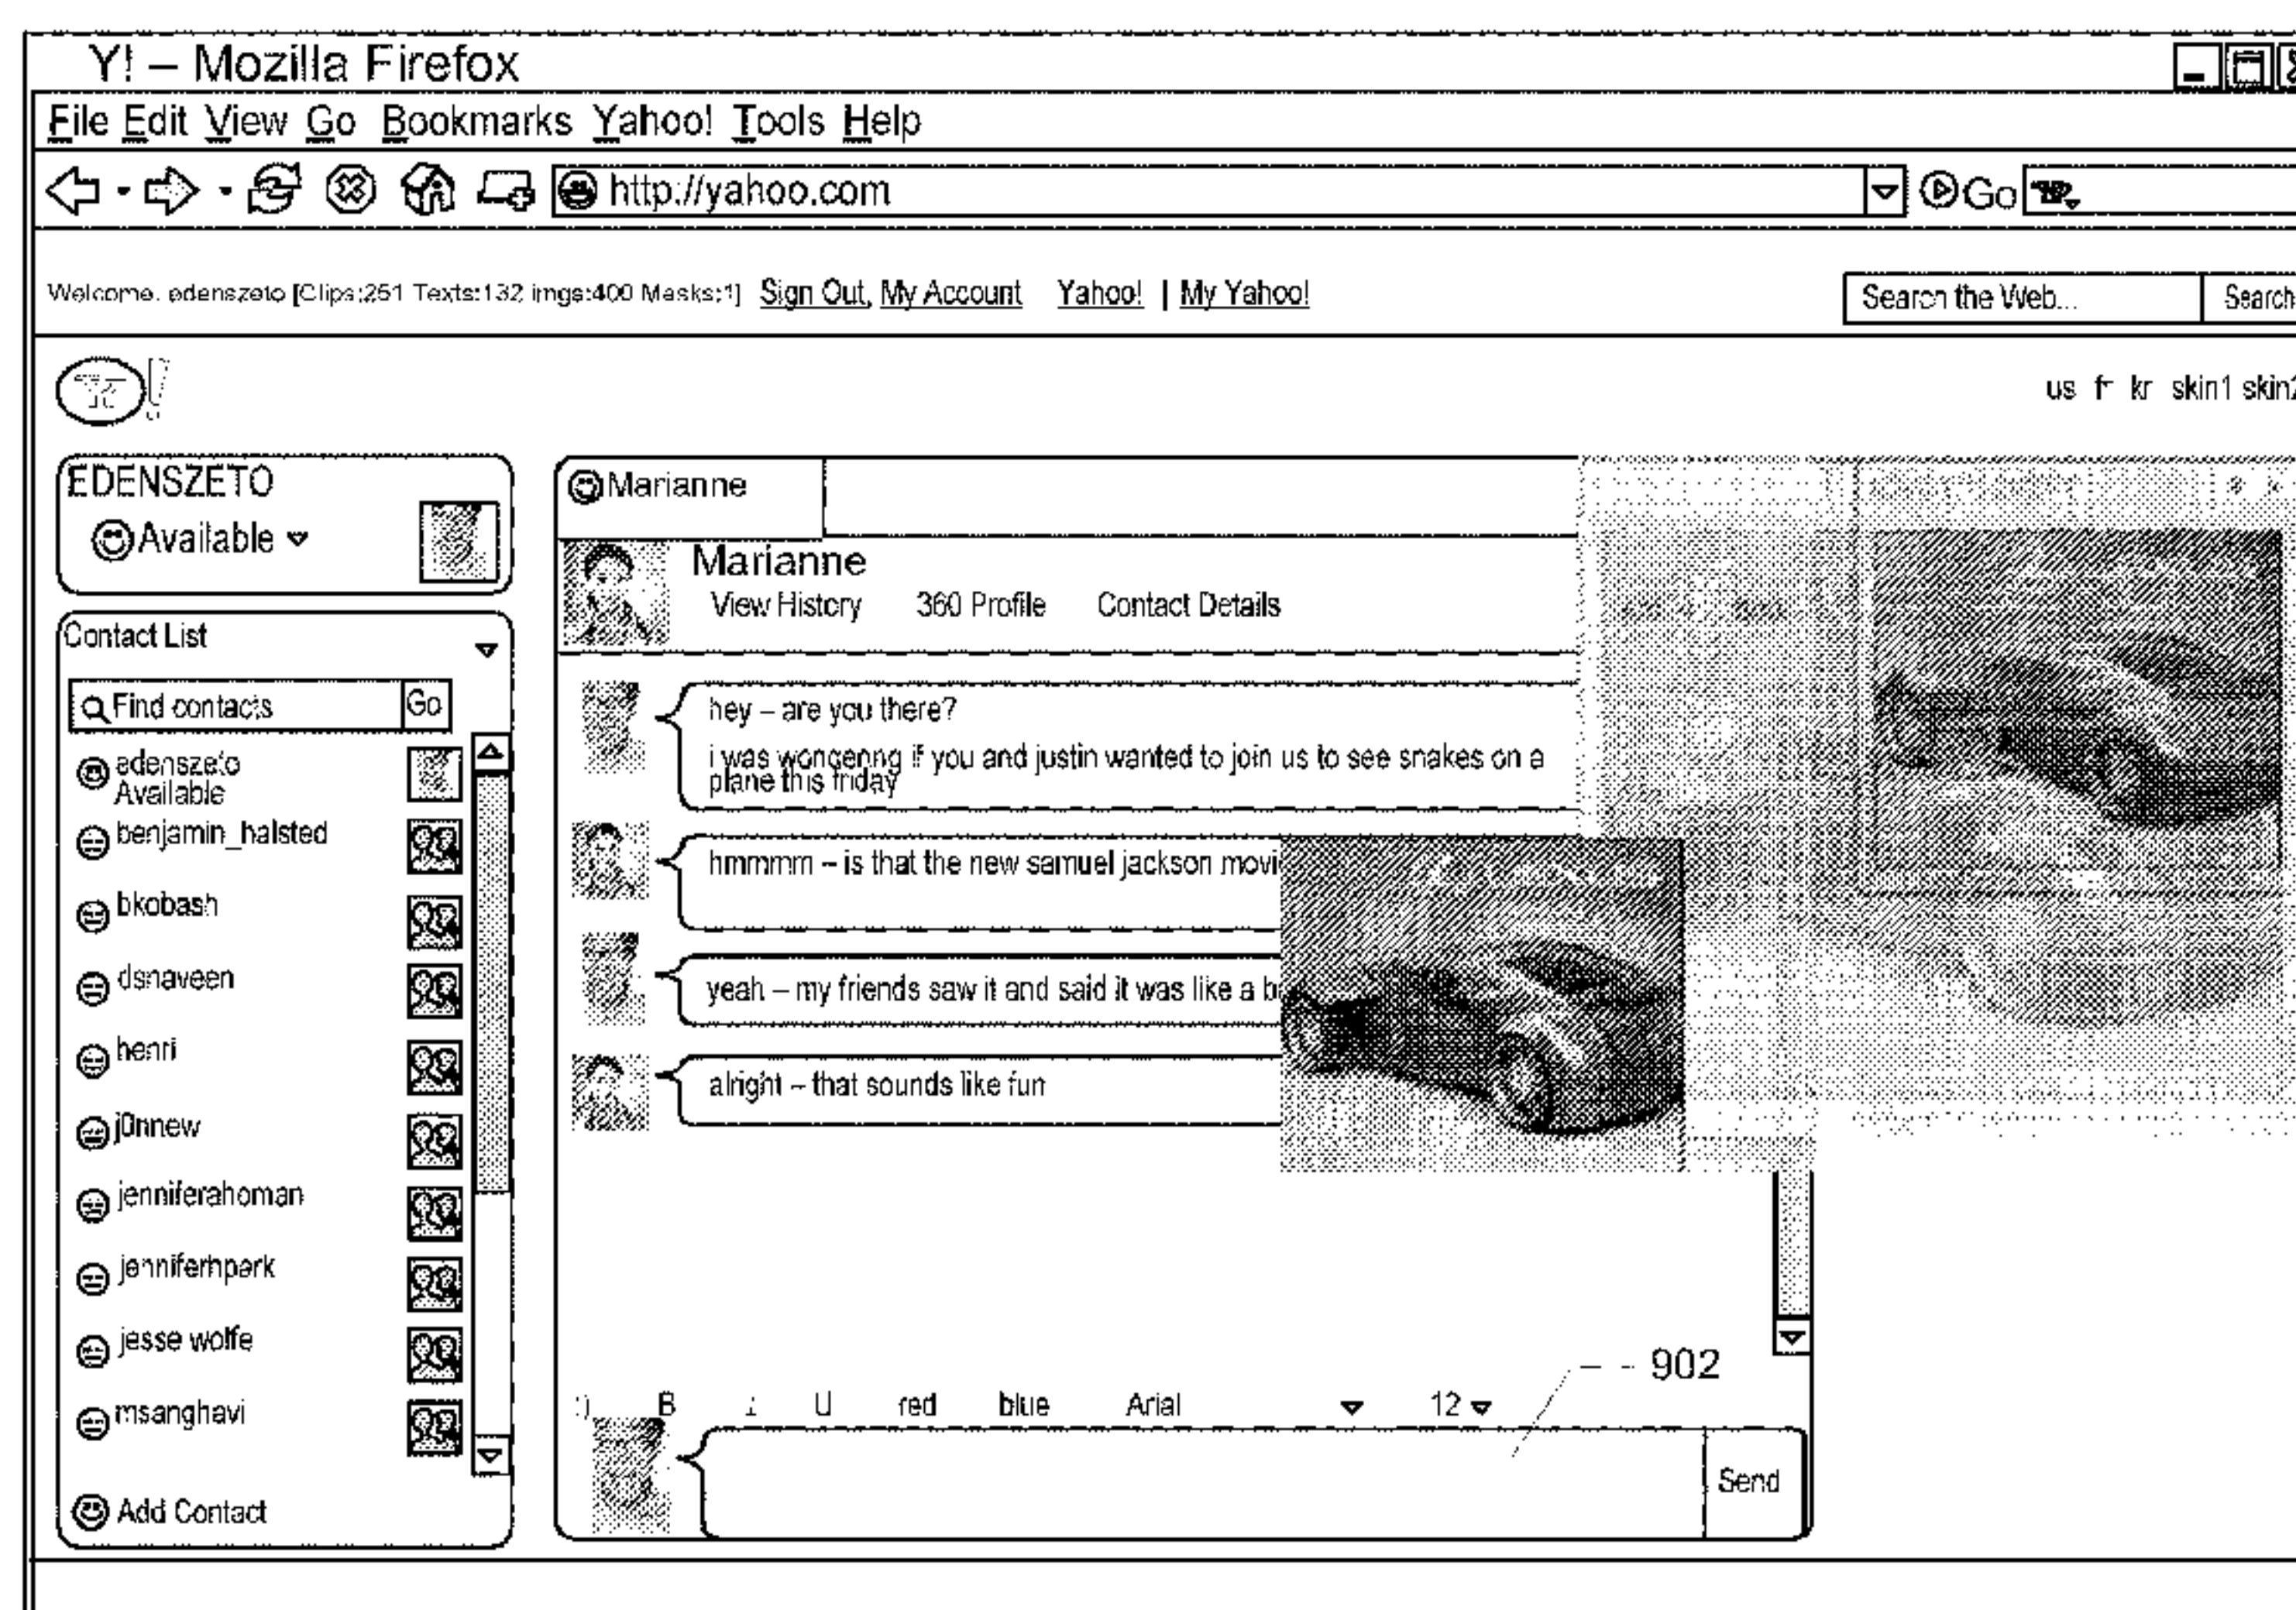 Y! – Mozilla Firefox
File Edit View Go Bookmarks Yahoo! Tools Help
http://yahoo.com Go
Welcome, edenszeto [Clips:251 Texts:132 imgs:400 Masks:1] Sign Out, My Account Yahoo! | My Yahoo! Search the Web... Search
Y!
us fr kr skin1 skin2
EDENSZETO
Available
Contact List
Find contacts Go
edenszeto
Available
benjamin_halsted
bkobash
dsnaveen
henri
j0nnew
jenniferahoman
jenniferhpark
jesse wolfe
msanghavi
Add Contact
Marianne
Marianne
View History 360 Profile Contact Details
hey – are you there?
i was wondering if you and justin wanted to join us to see snakes on a
plane this friday
hmmmm – is that the new samuel jackson movi
yeah – my friends saw it and said it was like a b
alright – that sounds like fun
902
:) B i U red blue Arial 12
Send